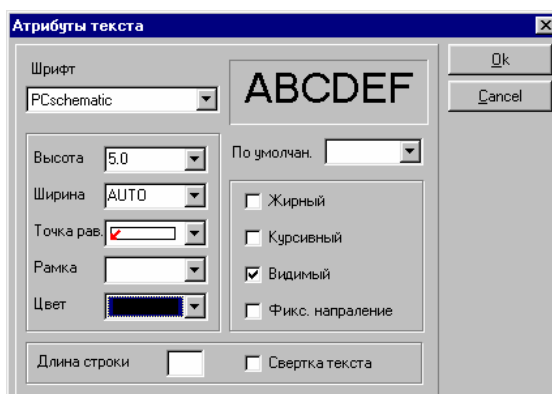 Атрибуты текста
Шрифт
PCschematic
ABCDEF
Ok
Cancel
Высота 5.0
По умолчан.
Ширина AUTO
Жирный
Точка рав.
Курсивный
Рамка
Видимый
Цвет
Фикс. напраление
Длина строки
Свертка текста